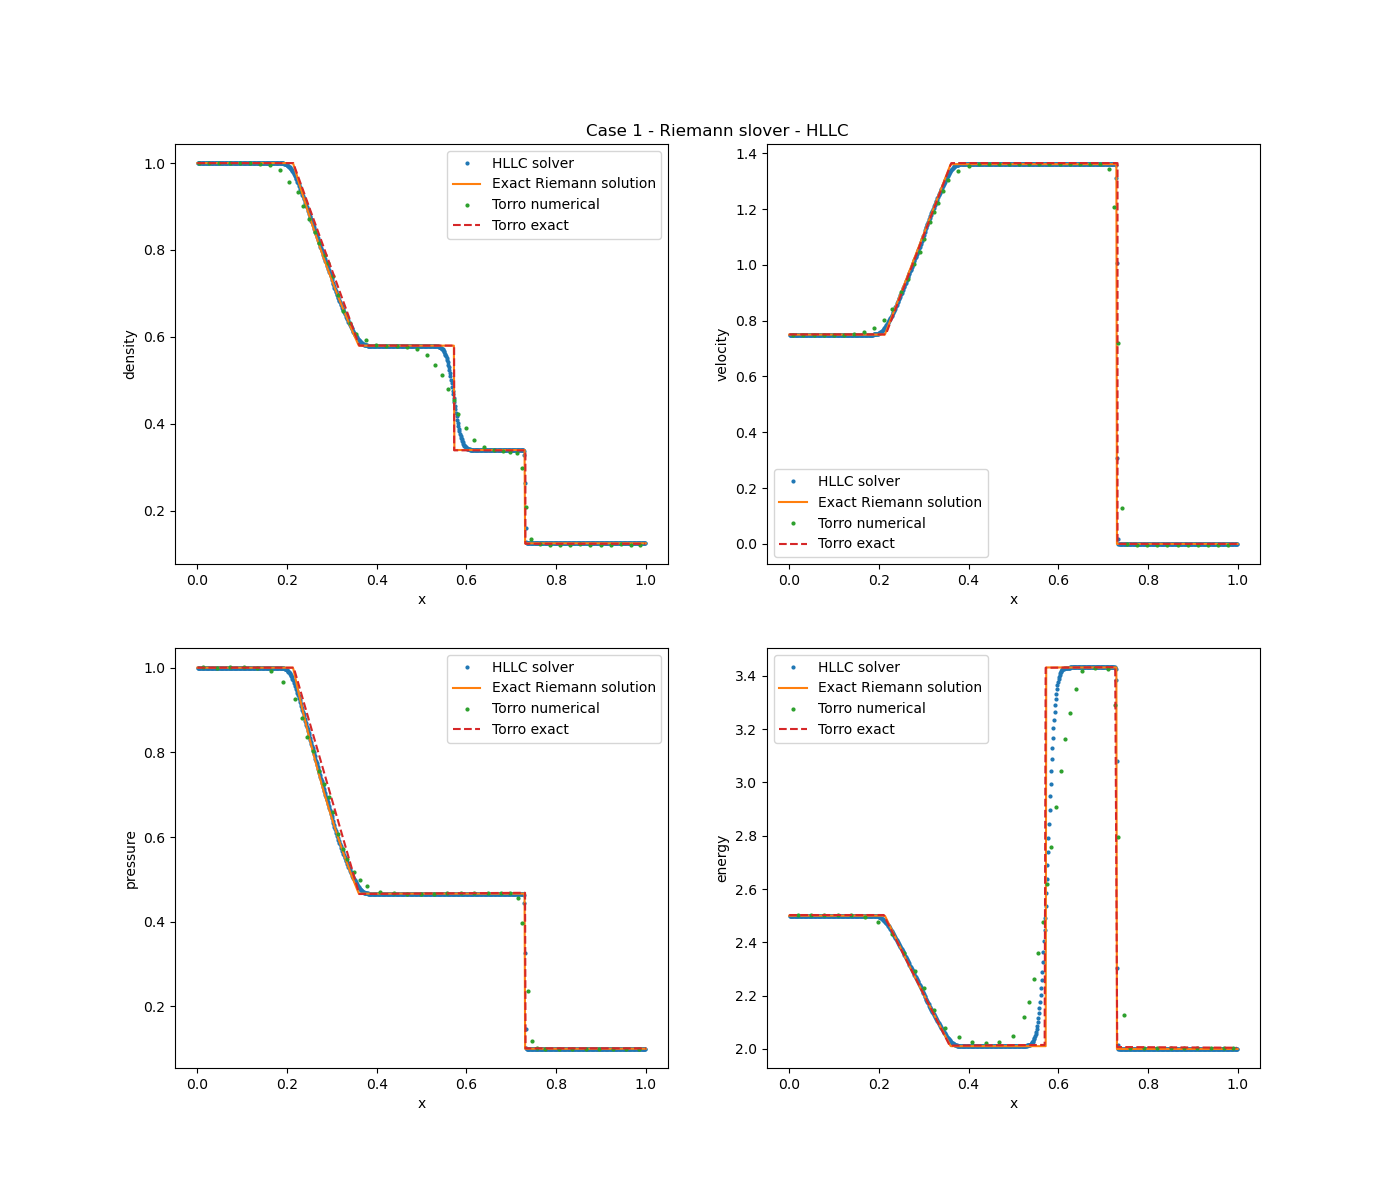 Case 1 - Riemann slover - HLLC
1.0
0.8
0.6
0.4
0.2
density
HLLC solver
Exact Riemann solution
Torro numerical
Torro exact
0.0 0.2 0.4 0.6 0.8 1.0
x
1.4
1.2
1.0
0.8
0.6
0.4
0.2
0.0
velocity
HLLC solver
Exact Riemann solution
Torro numerical
Torro exact
0.0 0.2 0.4 0.6 0.8 1.0
x
1.0
0.8
0.6
0.4
0.2
pressure
HLLC solver
Exact Riemann solution
Torro numerical
Torro exact
0.0 0.2 0.4 0.6 0.8 1.0
x
3.4
3.2
3.0
2.8
2.6
2.4
2.2
2.0
energy
HLLC solver
Exact Riemann solution
Torro numerical
Torro exact
0.0 0.2 0.4 0.6 0.8 1.0
x